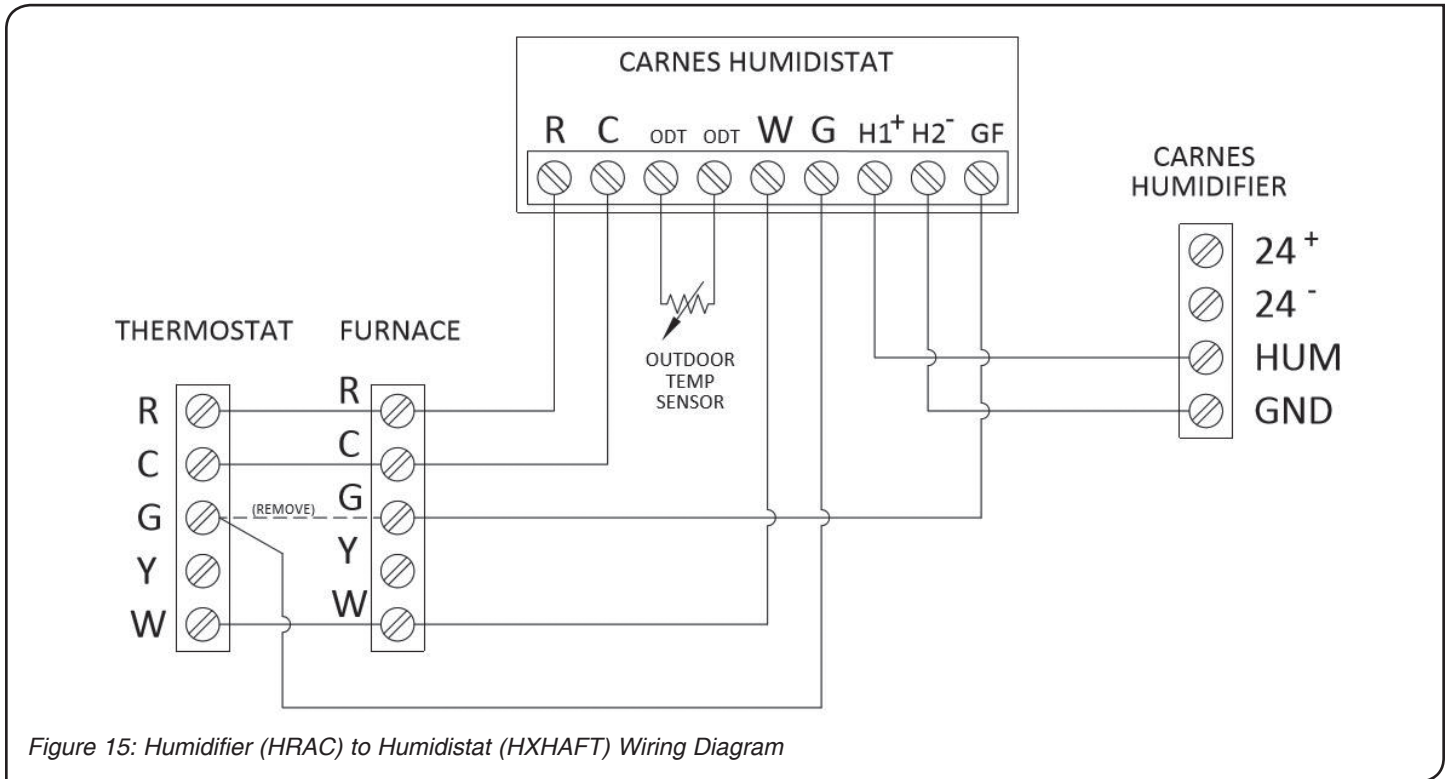 CARNES HUMIDISTAT
R C ODT ODT W G H1+ H2- GF
CARNES
HUMIDIFIER
24+
24-
HUM
GND
OUTDOOR
TEMP
SENSOR
THERMOSTAT FURNACE
R R
C C
G (REMOVE) G
Y Y
W W
Figure 15: Humidifier (HRAC) to Humidistat (HXHAFT) Wiring Diagram